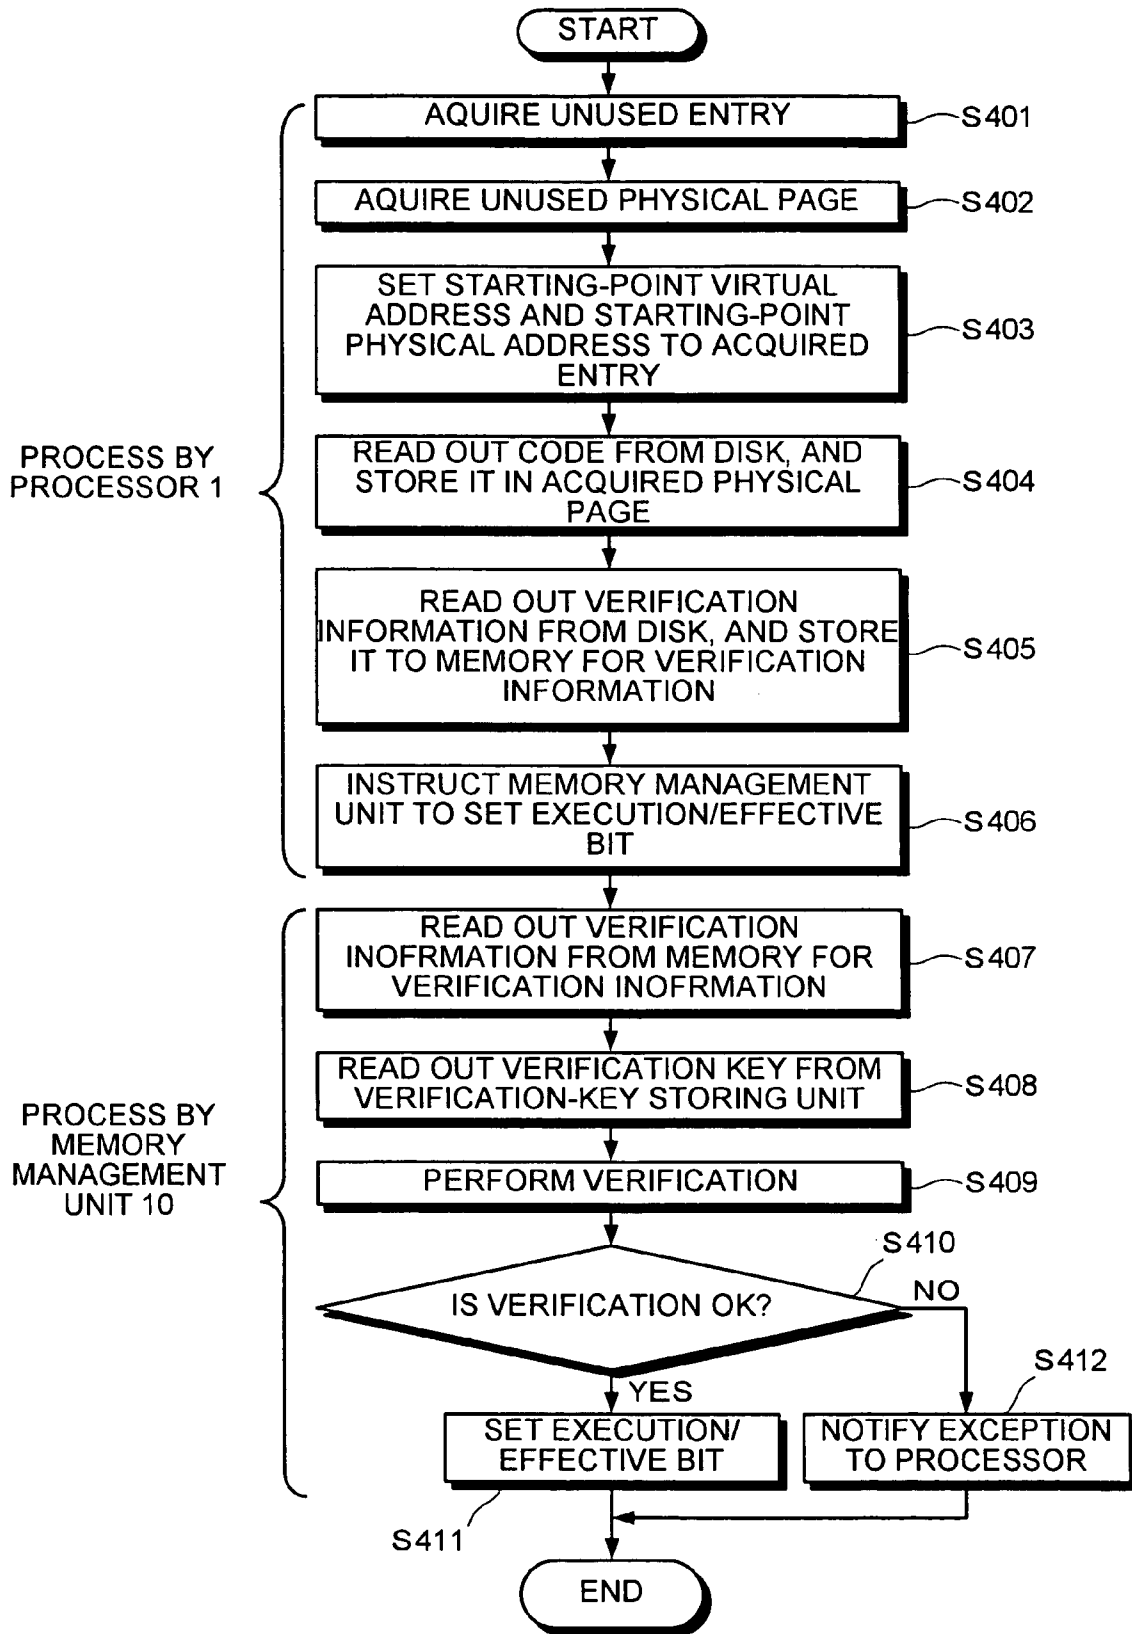 START
AQUIRE UNUSED ENTRY
S401
AQUIRE UNUSED PHYSICAL PAGE
S402
SET STARTING-POINT VIRTUAL
ADDRESS AND STARTING-POINT
PHYSICAL ADDRESS TO ACQUIRED
ENTRY
S403
PROCESS BY
PROCESSOR 1
READ OUT CODE FROM DISK, AND
STORE IT IN ACQUIRED PHYSICAL
PAGE
S404
READ OUT VERIFICATION
INFORMATION FROM DISK, AND STORE
IT TO MEMORY FOR VERIFICATION
INFORMATION
S405
INSTRUCT MEMORY MANAGEMENT
UNIT TO SET EXECUTION/EFFECTIVE
BIT
S406
READ OUT VERIFICATION
INOFRMATION FROM MEMORY FOR
VERIFICATION INOFRMATION
S407
READ OUT VERIFICATION KEY FROM
VERIFICATION-KEY STORING UNIT
S408
PROCESS BY
MEMORY
MANAGEMENT
UNIT 10
PERFORM VERIFICATION
S409
S410
IS VERIFICATION OK?
NO
YES
S412
SET EXECUTION/
EFFECTIVE BIT
NOTIFY EXCEPTION
TO PROCESSOR
S411
END